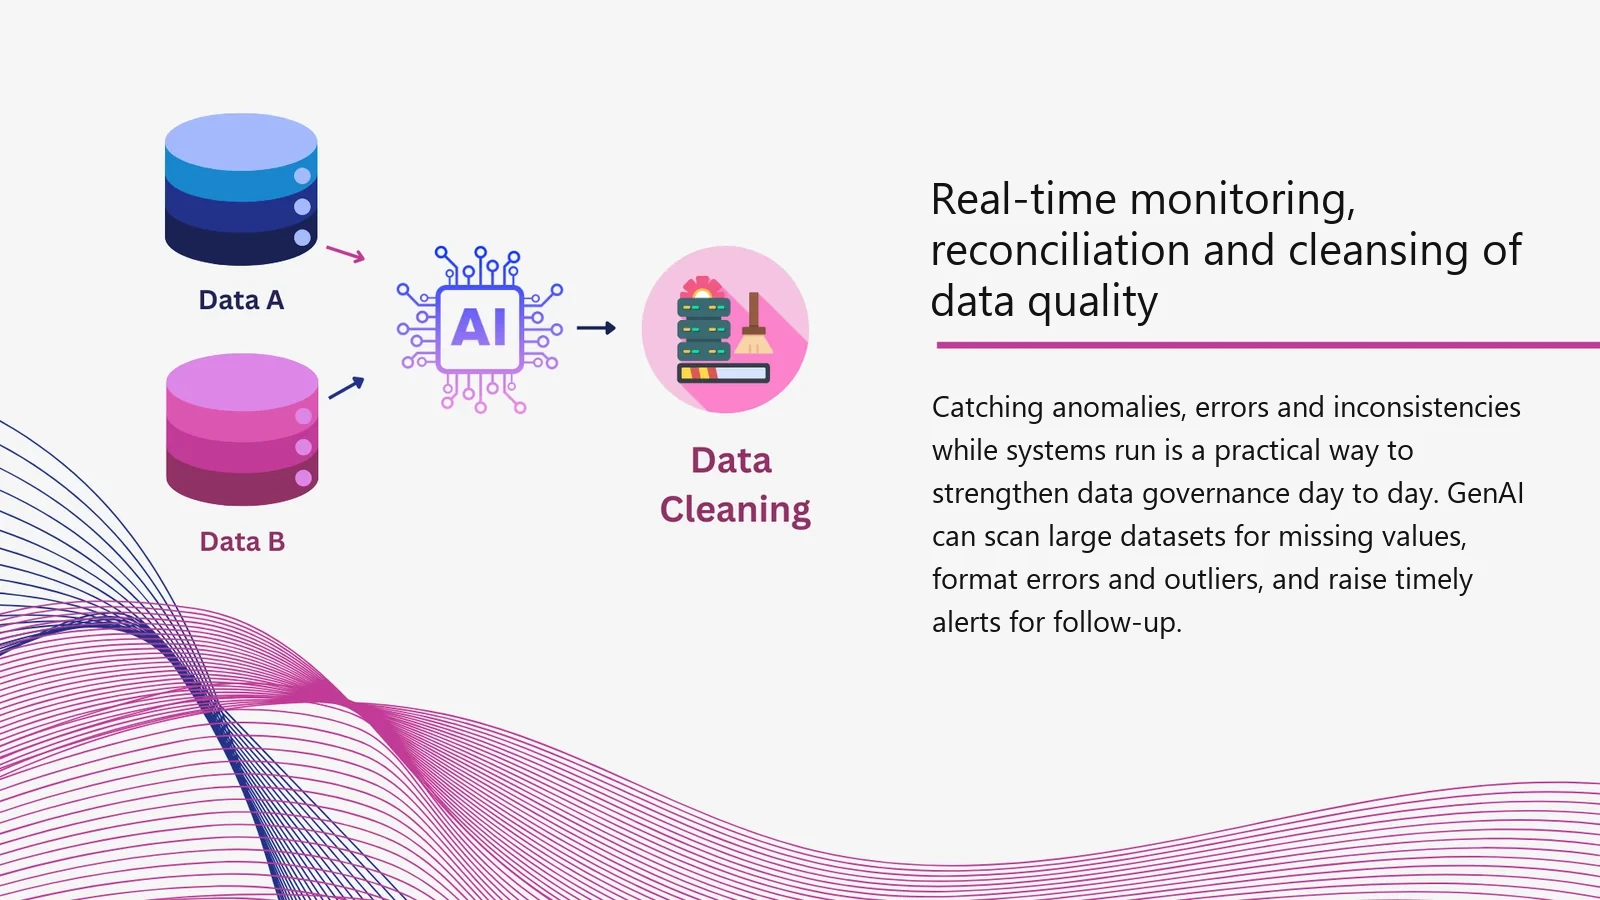 Data A
Data B
AI
Data
Cleaning
Real-time monitoring,
reconciliation and cleansing of
data quality
Catching anomalies, errors and inconsistencies
while systems run is a practical way to
strengthen data governance day to day. GenAI
can scan large datasets for missing values,
format errors and outliers, and raise timely
alerts for follow-up.